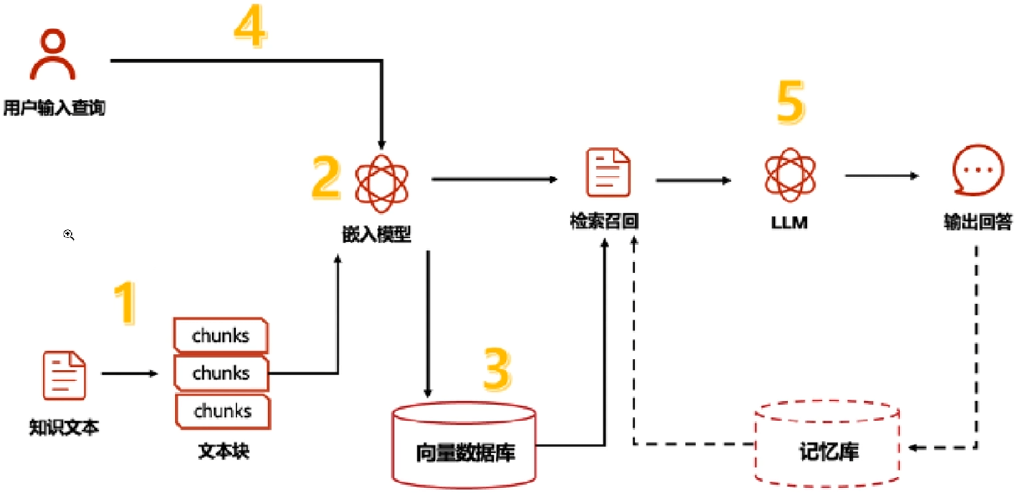 4
用户输入查询
5
2
嵌入模型
检索召回
LLM
输出回答
1
chunks
chunks
chunks
知识文本
文本块
3
向量数据库
记忆库